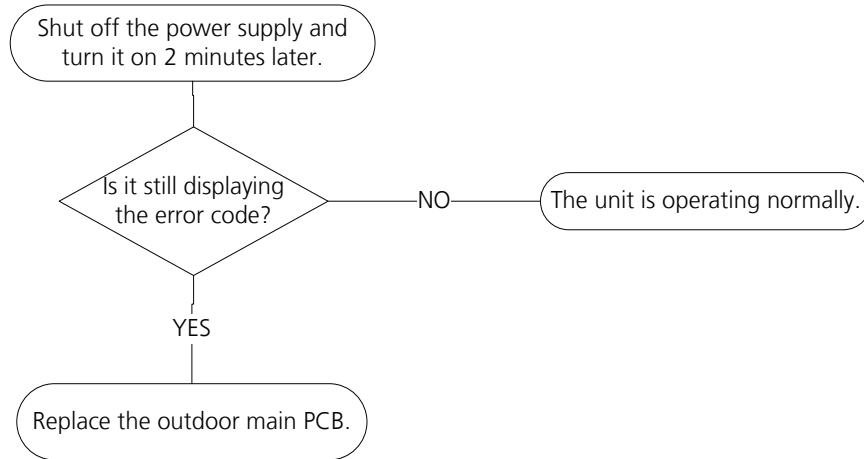 Shut off the power supply and
turn it on 2 minutes later.
Is it still displaying
the error code?
NO
The unit is operating normally.
YES
Replace the outdoor main PCB.